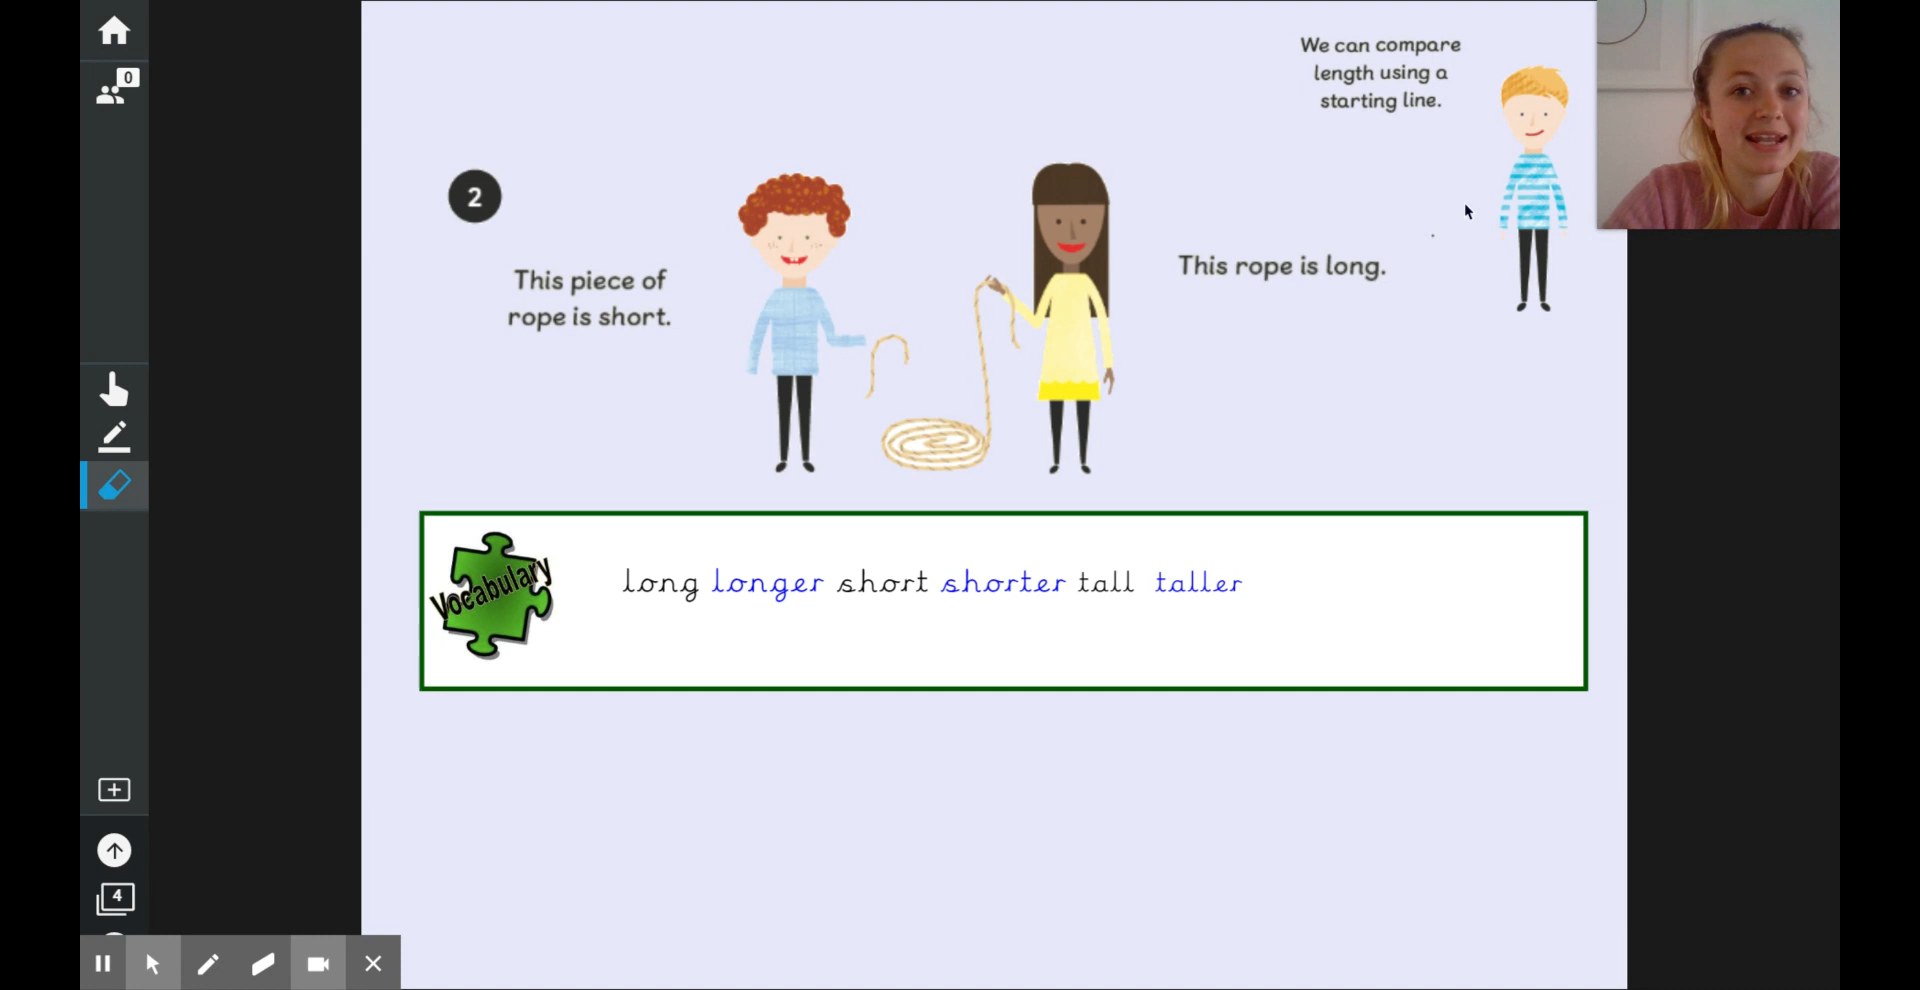 0
We can compare
length using a
starting line.
2
This piece of
rope is short.
This rope is long.
Vocabulary
long longer short shorter tall taller
4